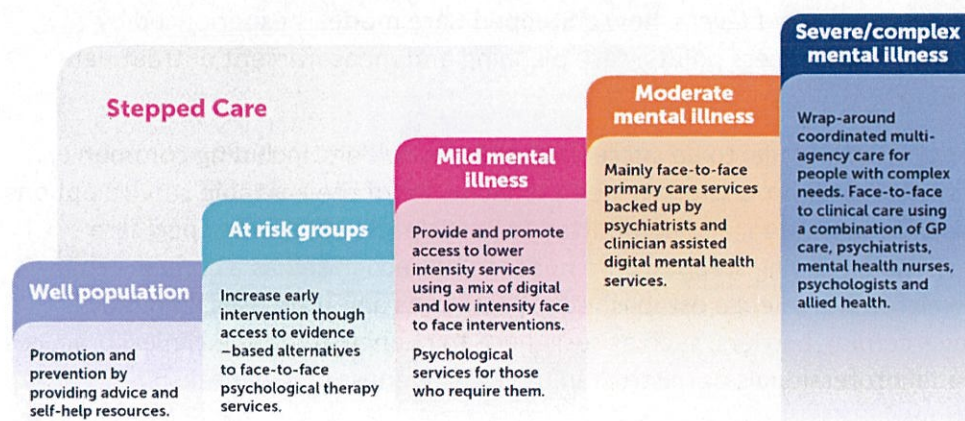 Stepped Care
Well population
Promotion and
prevention by
providing advice and
self-help resources.
At risk groups
Increase early
intervention though
access to evidence
–based alternatives
to face-to-face
psychological therapy
services.
Mild mental
illness
Provide and promote
access to lower
intensity services
using a mix of digital
and low intensity face
to face interventions.
Psychological
services for those
who require them.
Moderate
mental illness
Mainly face-to-face
primary care services
backed up by
psychiatrists and
clinician assisted
digital mental health
services.
Severe/complex
mental illness
Wrap-around
coordinated multi-
agency care for
people with complex
needs. Face-to-face
to clinical care using
a combination of GP
care, psychiatrists,
mental health nurses,
psychologists and
allied health.